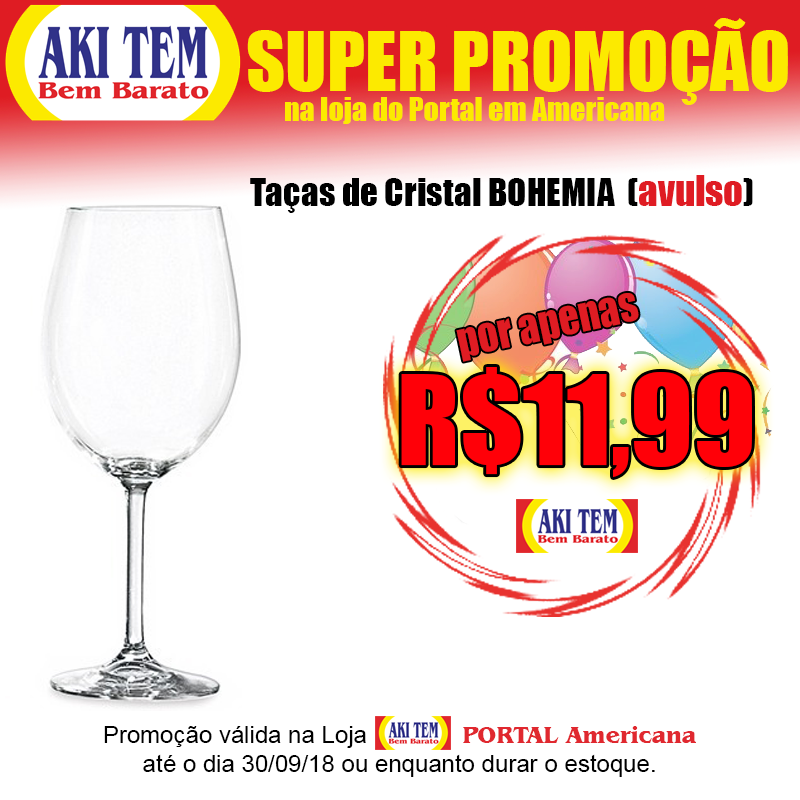 AKI TEM
Bem Barato
SUPER PROMOÇÃO
na loja do Portal em Americana
Taças de Cristal BOHEMIA (avulso)
por apenas
R$11,99
AKI TEM
Bem Barato
Promoção válida na Loja AKI TEM Bem Barato PORTAL Americana
até o dia 30/09/18 ou enquanto durar o estoque.